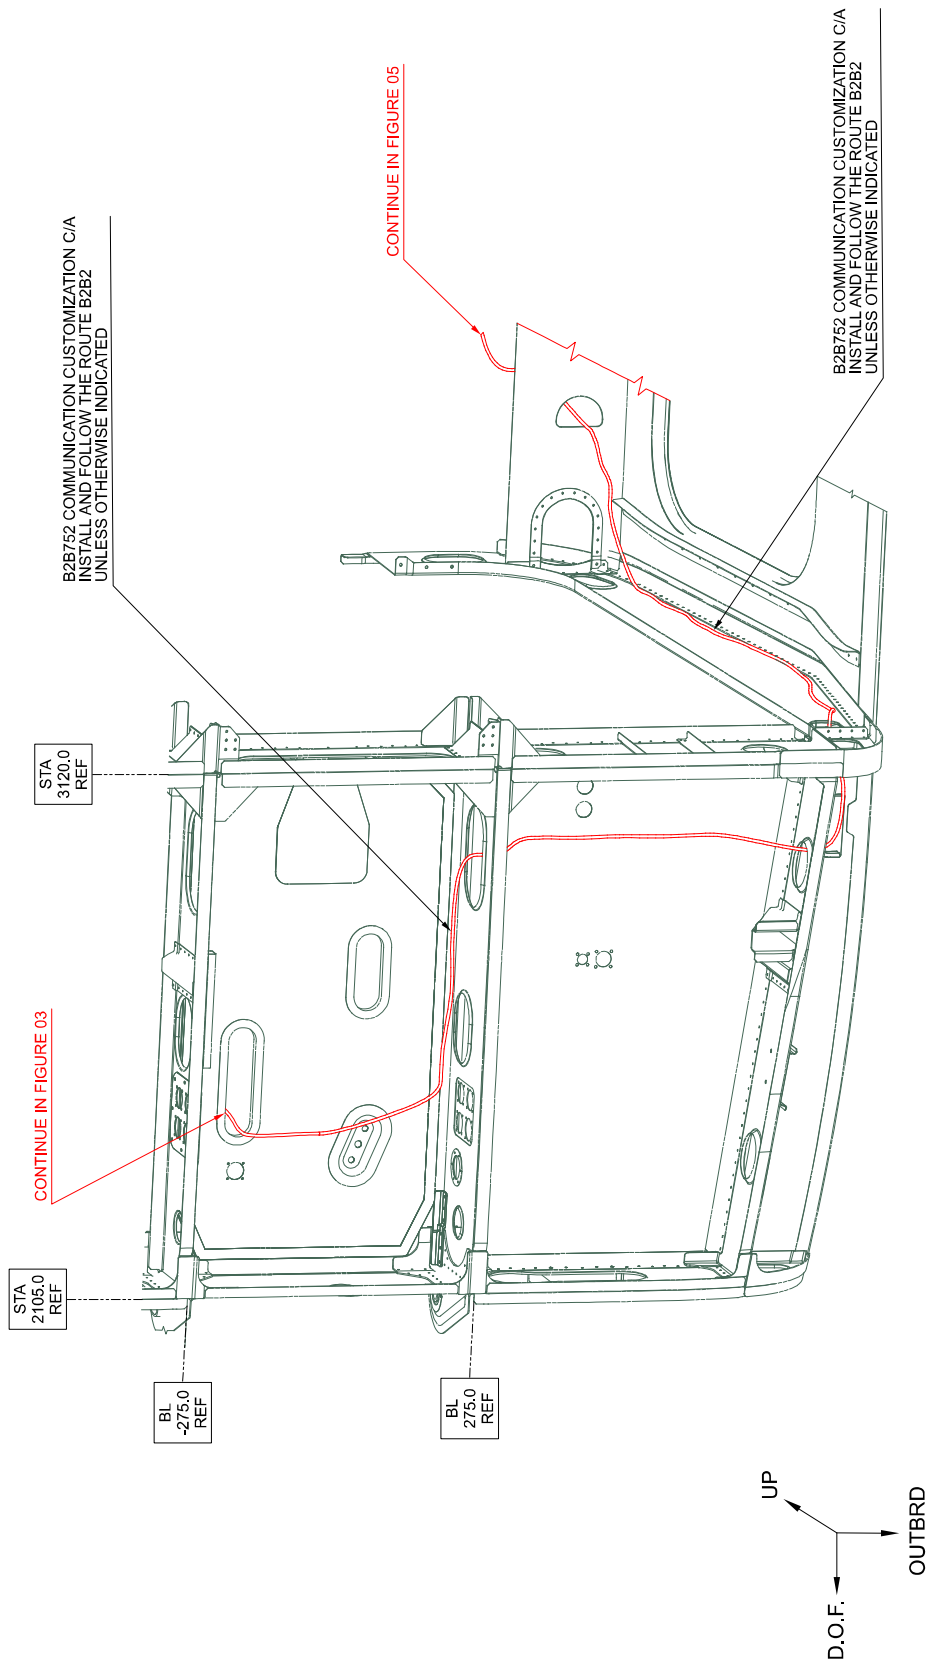 STA
2105.0
REF
STA
3120.0
REF
BL
-275.0
REF
BL
275.0
REF
CONTINUE IN FIGURE 03
B2B752 COMMUNICATION CUSTOMIZATION C/A
INSTALL AND FOLLOW THE ROUTE B2B2
UNLESS OTHERWISE INDICATED
CONTINUE IN FIGURE 05
B2B752 COMMUNICATION CUSTOMIZATION C/A
INSTALL AND FOLLOW THE ROUTE B2B2
UNLESS OTHERWISE INDICATED
UP
D.O.F.
OUTBRD